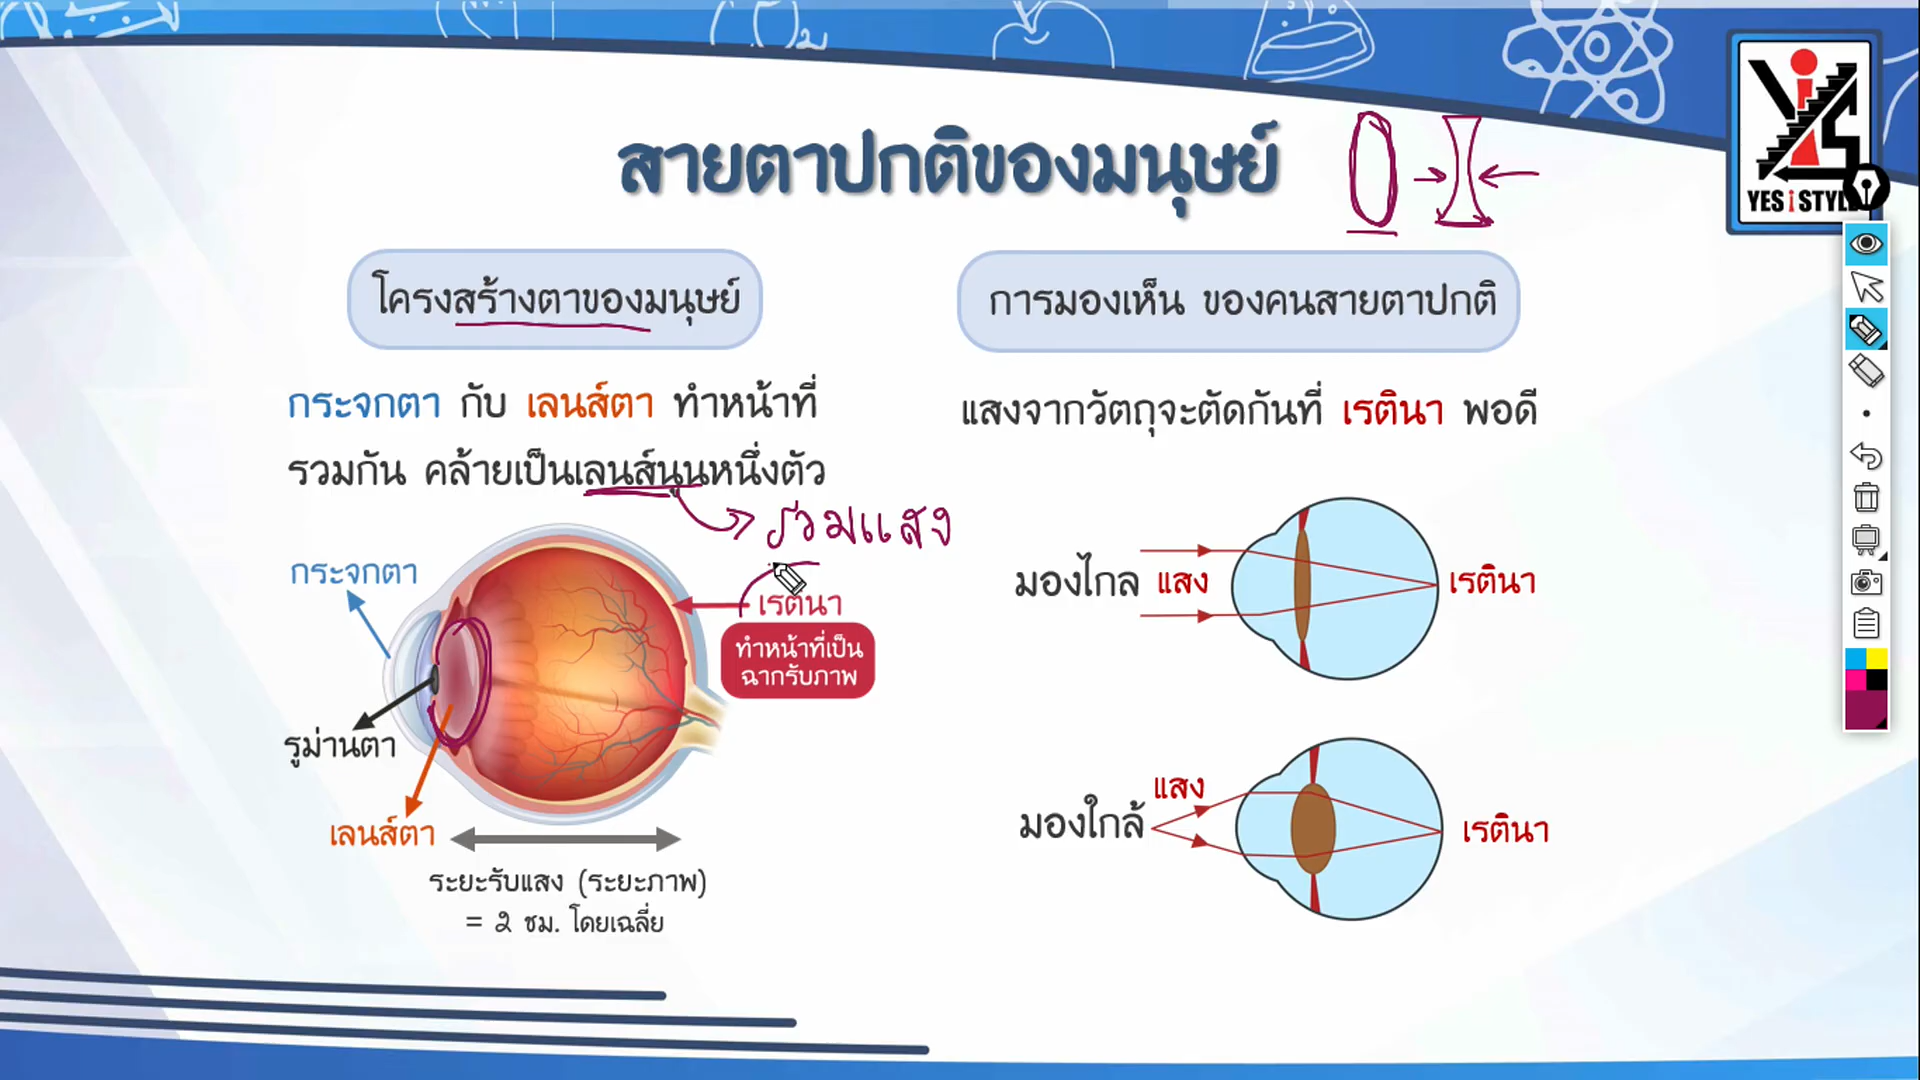 สายตาปกติของมนุษย์
YES i STYLE
โครงสร้างตาของมนุษย์
กระจกตา กับ เลนส์ตา ทำหน้าที่
รวมกัน คล้ายเป็นเลนส์นูนหนึ่งตัว
รวมแสง
กระจกตา
เรตินา
ทำหน้าที่เป็น
ฉากรับภาพ
รูม่านตา
เลนส์ตา
ระยะรับแสง (ระยะภาพ)
= 2 ซม. โดยเฉลี่ย
การมองเห็น ของคนสายตาปกติ
แสงจากวัตถุจะตัดกันที่ เรตินา พอดี
มองไกล แสง เรตินา
แสง
มองใกล้ เรตินา